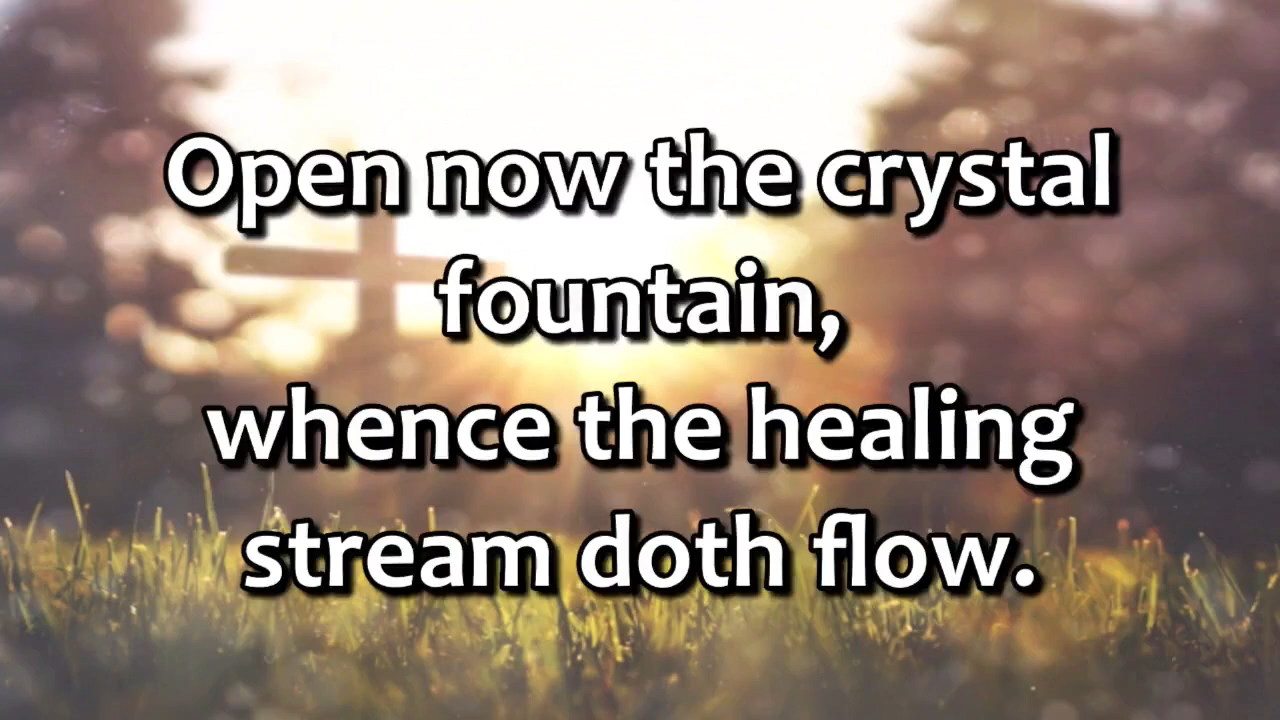 Open now the crystal
fountain,
whence the healing
stream doth flow.